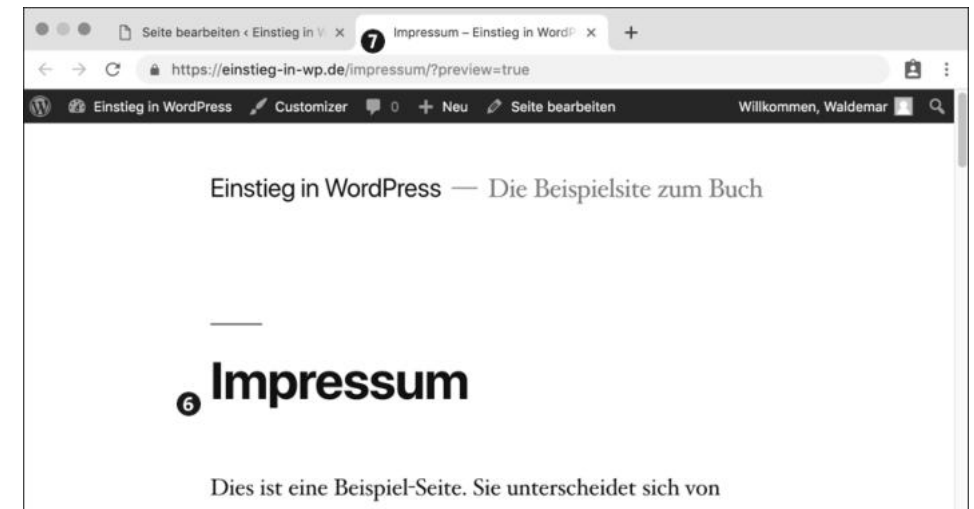 Seite bearbeiten ‹ Einstieg in W
7 Impressum – Einstieg in WordP
https://einstieg-in-wp.de/impressum/?preview=true
Einstieg in WordPress Customizer 0 Neu Seite bearbeiten Willkommen, Waldemar
Einstieg in WordPress — Die Beispielsite zum Buch
6 Impressum
Dies ist eine Beispiel-Seite. Sie unterscheidet sich von